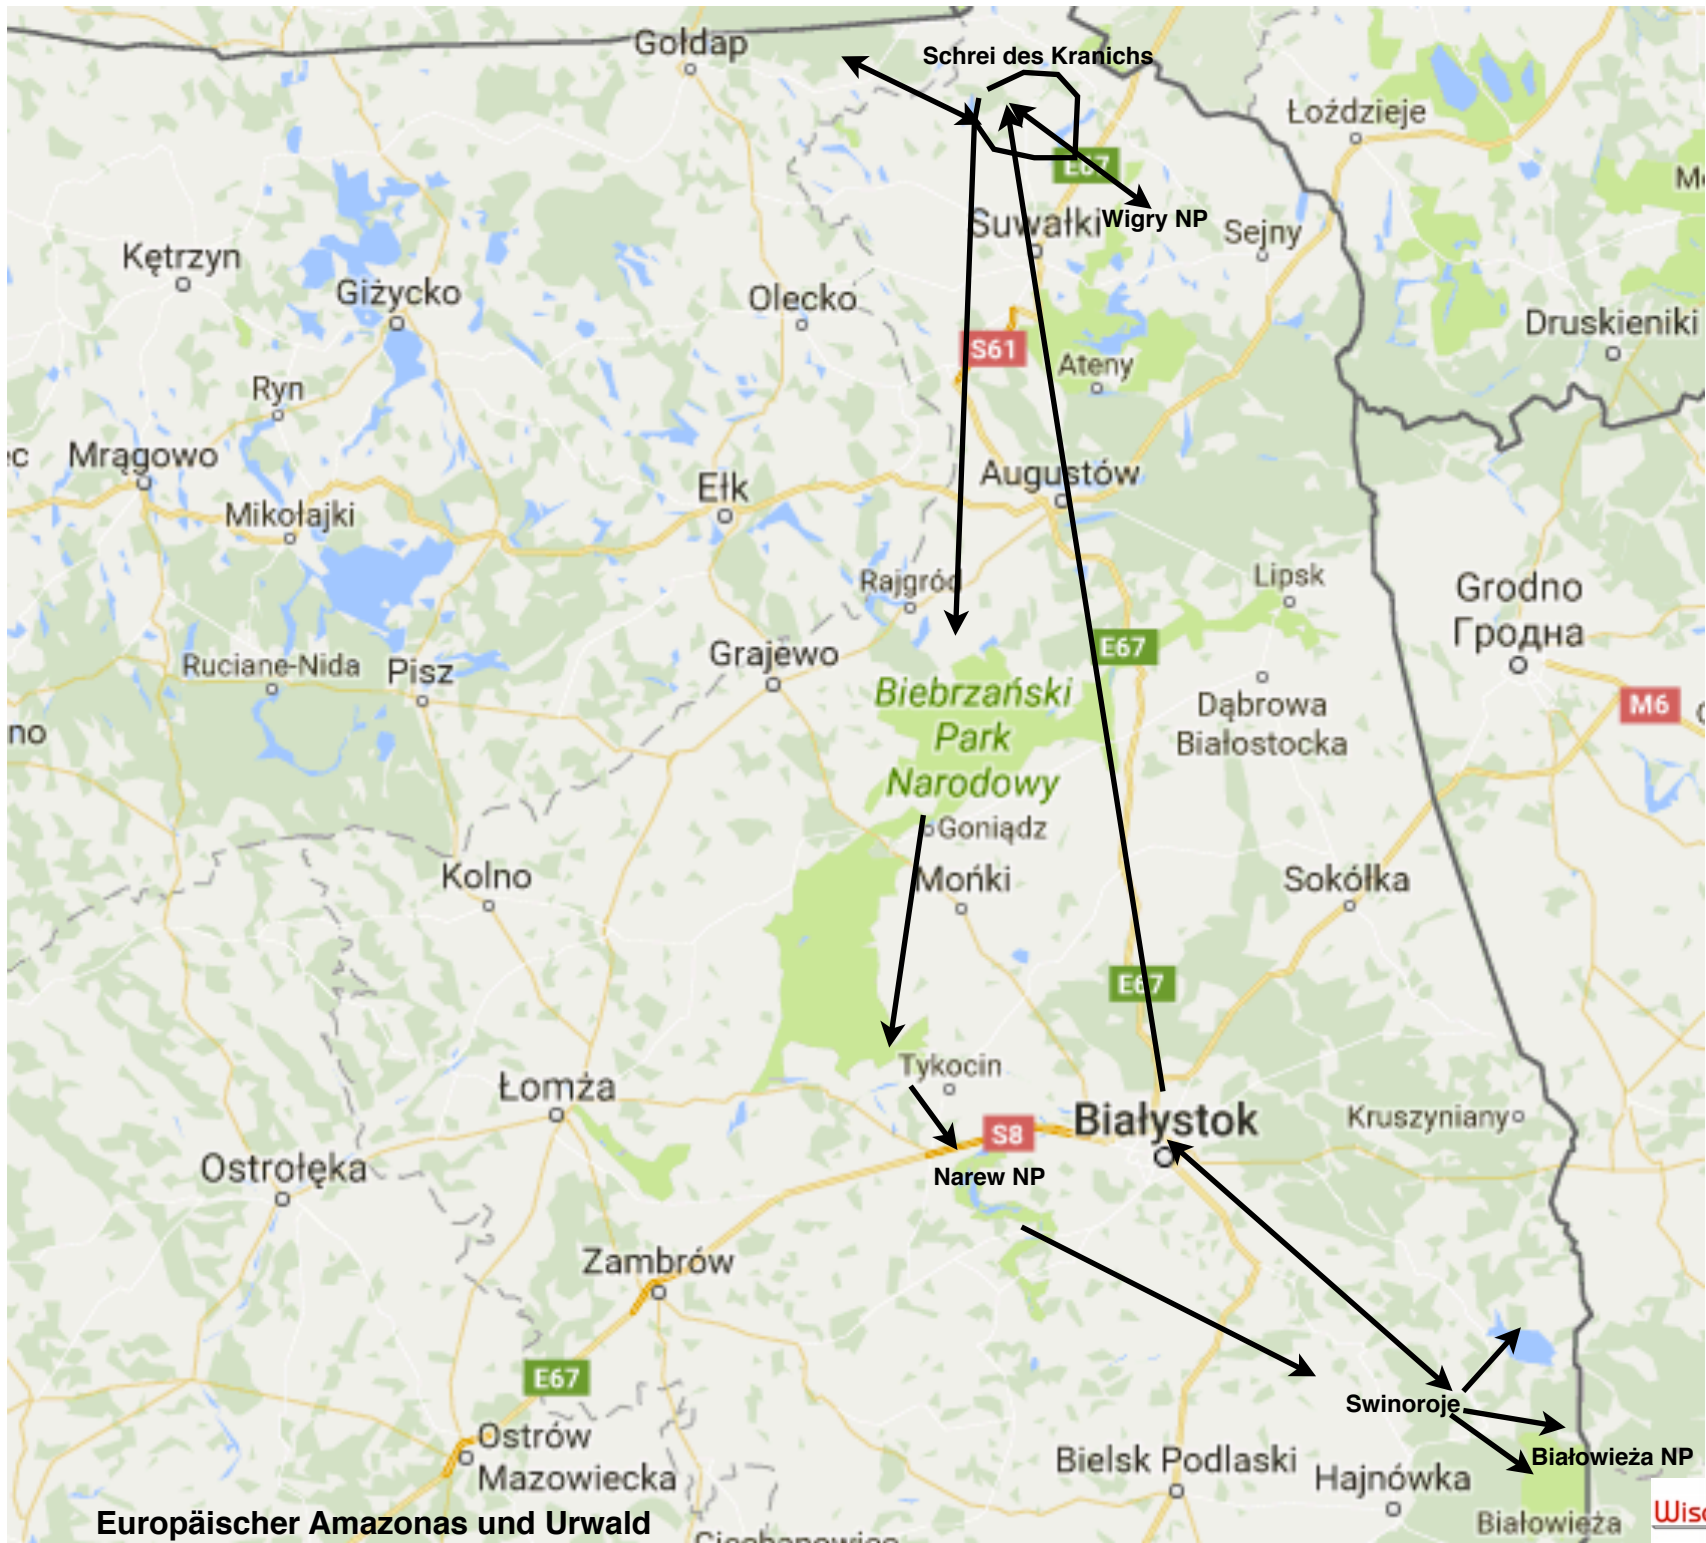 Gołdap
Schrei des Kranichs
Łoździeje
E67
Suwałki
Wigry NP
Sejny
Kętrzyn
Giżycko
Olecko
Druskieniki
S61
Ateny
Ryn
Mrągowo
Mikołajki
Ełk
Augustów
Rajgród
Lipsk
Grodno
Гродна
Ruciane-Nida
Pisz
Grajewo
E67
Biebrzański
Park
Narodowy
Dąbrowa
Białostocka
M6
no
Goniądz
Kolno
Mońki
Sokółka
E67
Tykocin
Łomża
S8
Białystok
Kruszyniany
Ostrołęka
Narew NP
Zambrów
E67
Swinoroje
Ostrów
Mazowiecka
Bielsk Podlaski
Hajnówka
Białowieża NP
Europäischer Amazonas und Urwald
Białowieża